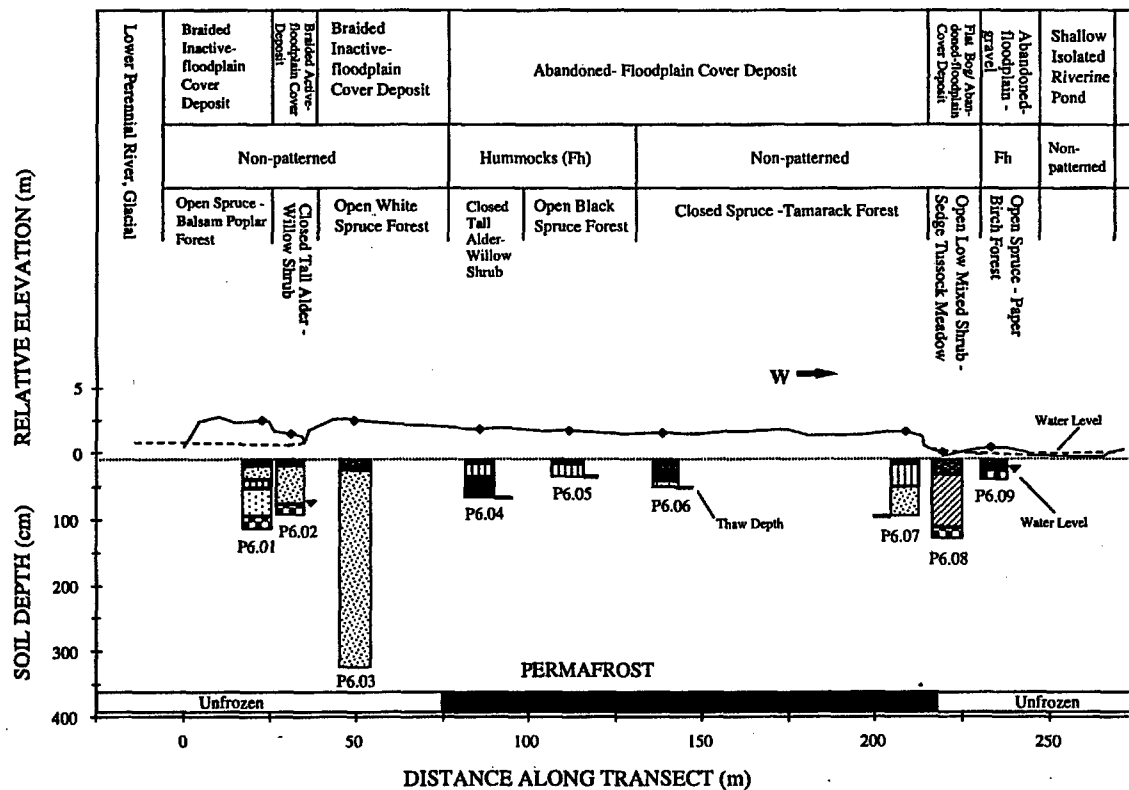 Lower Perennial River, Glacial
Braided
Inactive-
floodplain
Cover
Deposit
Braided Active-
floodplain Cover
Deposit
Braided
Inactive-
floodplain
Cover Deposit
Abandoned- Floodplain Cover Deposit
Flat Bog/ Aban-
doned-floodplain
Cover Deposit
Abandoned-
floodplain -
gravel
Shallow
Isolated
Riverine
Pond
Non-patterned
Hummocks (Fh)
Non-patterned
Fh
Non-
patterned
Open Spruce -
Balsam Poplar
Forest
Closed Tall Alder -
Willow Shrub
Open White
Spruce Forest
Closed
Tall
Alder-
Willow
Shrub
Open Black
Spruce Forest
Closed Spruce -Tamarack Forest
Open Low Mixed Shrub -
Sedge Tussock Meadow
Open Spruce - Paper
Birch Forest
RELATIVE ELEVATION (m)
5
0
W
Water Level
SOIL DEPTH (cm)
100
200
300
400
P6.01
P6.02
P6.03
P6.04
P6.05
P6.06
Thaw Depth
P6.07
P6.08
P6.09
Water Level
PERMAFROST
Unfrozen
Unfrozen
0
50
100
150
200
250
DISTANCE ALONG TRANSECT (m)